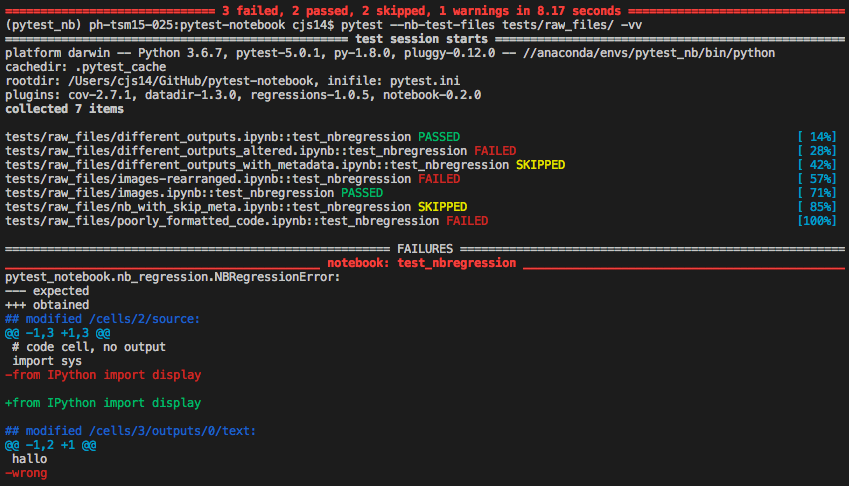 3 failed, 2 passed, 2 skipped, 1 warnings in 8.17 seconds
(pytest_nb) ph-tsm15-025:pytest-notebook cjs14$ pytest --nb-test-files tests/raw_files/ -vv
test session starts
platform darwin -- Python 3.6.7, pytest-5.0.1, py-1.8.0, pluggy-0.12.0 -- //anaconda/envs/pytest_nb/bin/python
cachedir: .pytest_cache
rootdir: /Users/cjs14/GitHub/pytest-notebook, inifile: pytest.ini
plugins: cov-2.7.1, datadir-1.3.0, regressions-1.0.5, notebook-0.2.0
collected 7 items
tests/raw_files/different_outputs.ipynb::test_nbregression PASSED [ 14%]
tests/raw_files/different_outputs_altered.ipynb::test_nbregression FAILED [ 28%]
tests/raw_files/different_outputs_with_metadata.ipynb::test_nbregression SKIPPED [ 42%]
tests/raw_files/images-rearranged.ipynb::test_nbregression FAILED [ 57%]
tests/raw_files/images.ipynb::test_nbregression PASSED [ 71%]
tests/raw_files/nb_with_skip_meta.ipynb::test_nbregression SKIPPED [ 85%]
tests/raw_files/poorly_formatted_code.ipynb::test_nbregression FAILED [100%]
FAILURES
notebook: test_nbregression
pytest_notebook.nb_regression.NBRegressionError:
--- expected
+++ obtained
## modified /cells/2/source:
@@ -1,3 +1,3 @@
# code cell, no output
import sys
-from IPython import display
+from IPython import display
## modified /cells/3/outputs/0/text:
@@ -1,2 +1 @@
hallo
-wrong